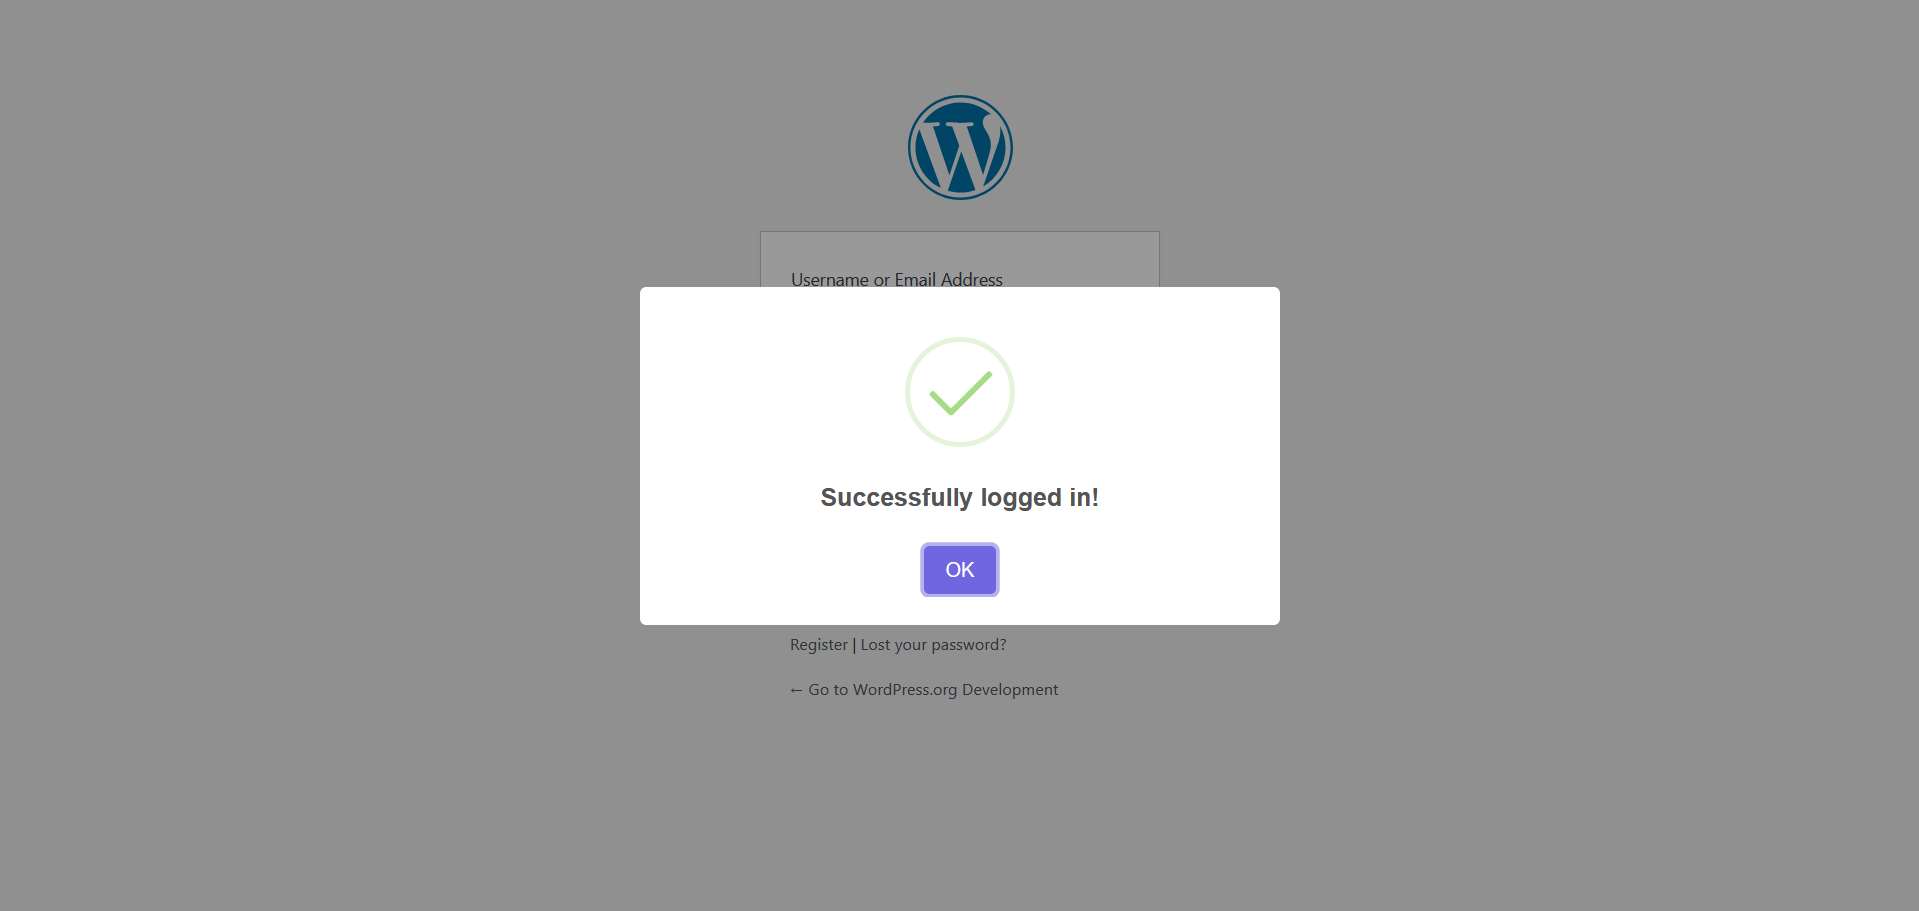 Username or Email Address
Successfully logged in!
OK
Register | Lost your password?
← Go to WordPress.org Development